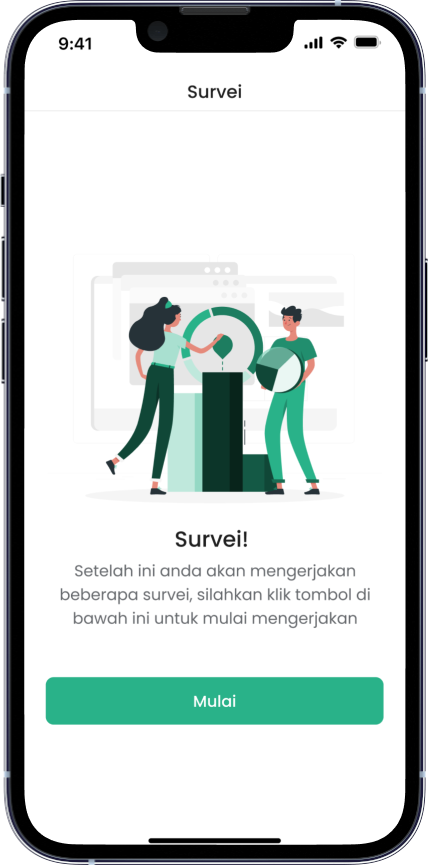 9:41
Survei
Survei!
Setelah ini anda akan mengerjakan
beberapa survei, silahkan klik tombol di
bawah ini untuk mulai mengerjakan
Mulai